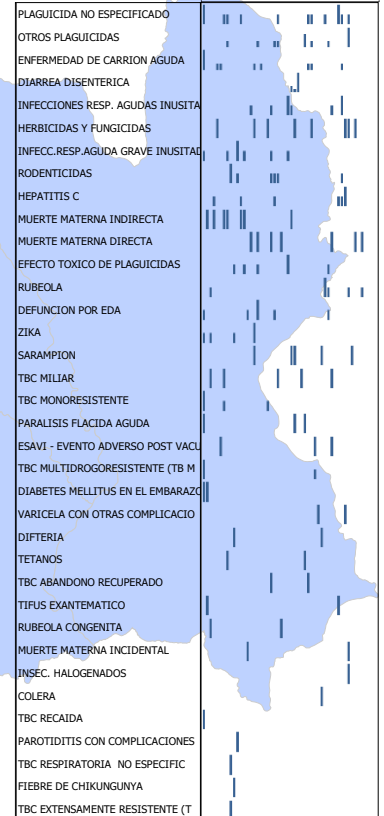 PLAGUICIDA NO ESPECIFICADO
OTROS PLAGUICIDAS
ENFERMEDAD DE CARRION AGUDA
DIARREA DISENTERICA
INFECCIONES RESP. AGUDAS INUSITA
HERBICIDAS Y FUNGICIDAS
INFECC.RESP.AGUDA GRAVE INUSITAD
RODENTICIDAS
HEPATITIS C
MUERTE MATERNA INDIRECTA
MUERTE MATERNA DIRECTA
EFECTO TOXICO DE PLAGUICIDAS
RUBEOLA
DEFUNCION POR EDA
ZIKA
SARAMPION
TBC MILIAR
TBC MONORESISTENTE
PARALISIS FLACIDA AGUDA
ESAVI - EVENTO ADVERSO POST VACU
TBC MULTIDROGORESISTENTE (TB M
DIABETES MELLITUS EN EL EMBARAZO
VARICELA CON OTRAS COMPLICACIO
DIFTERIA
TETANOS
TBC ABANDONO RECUPERADO
TIFUS EXANTEMATICO
RUBEOLA CONGENITA
MUERTE MATERNA INCIDENTAL
INSEC. HALOGENADOS
COLERA
TBC RECAIDA
PAROTIDITIS CON COMPLICACIONES
TBC RESPIRATORIA  NO ESPECIFIC
FIEBRE DE CHIKUNGUNYA
TBC EXTENSAMENTE RESISTENTE (T